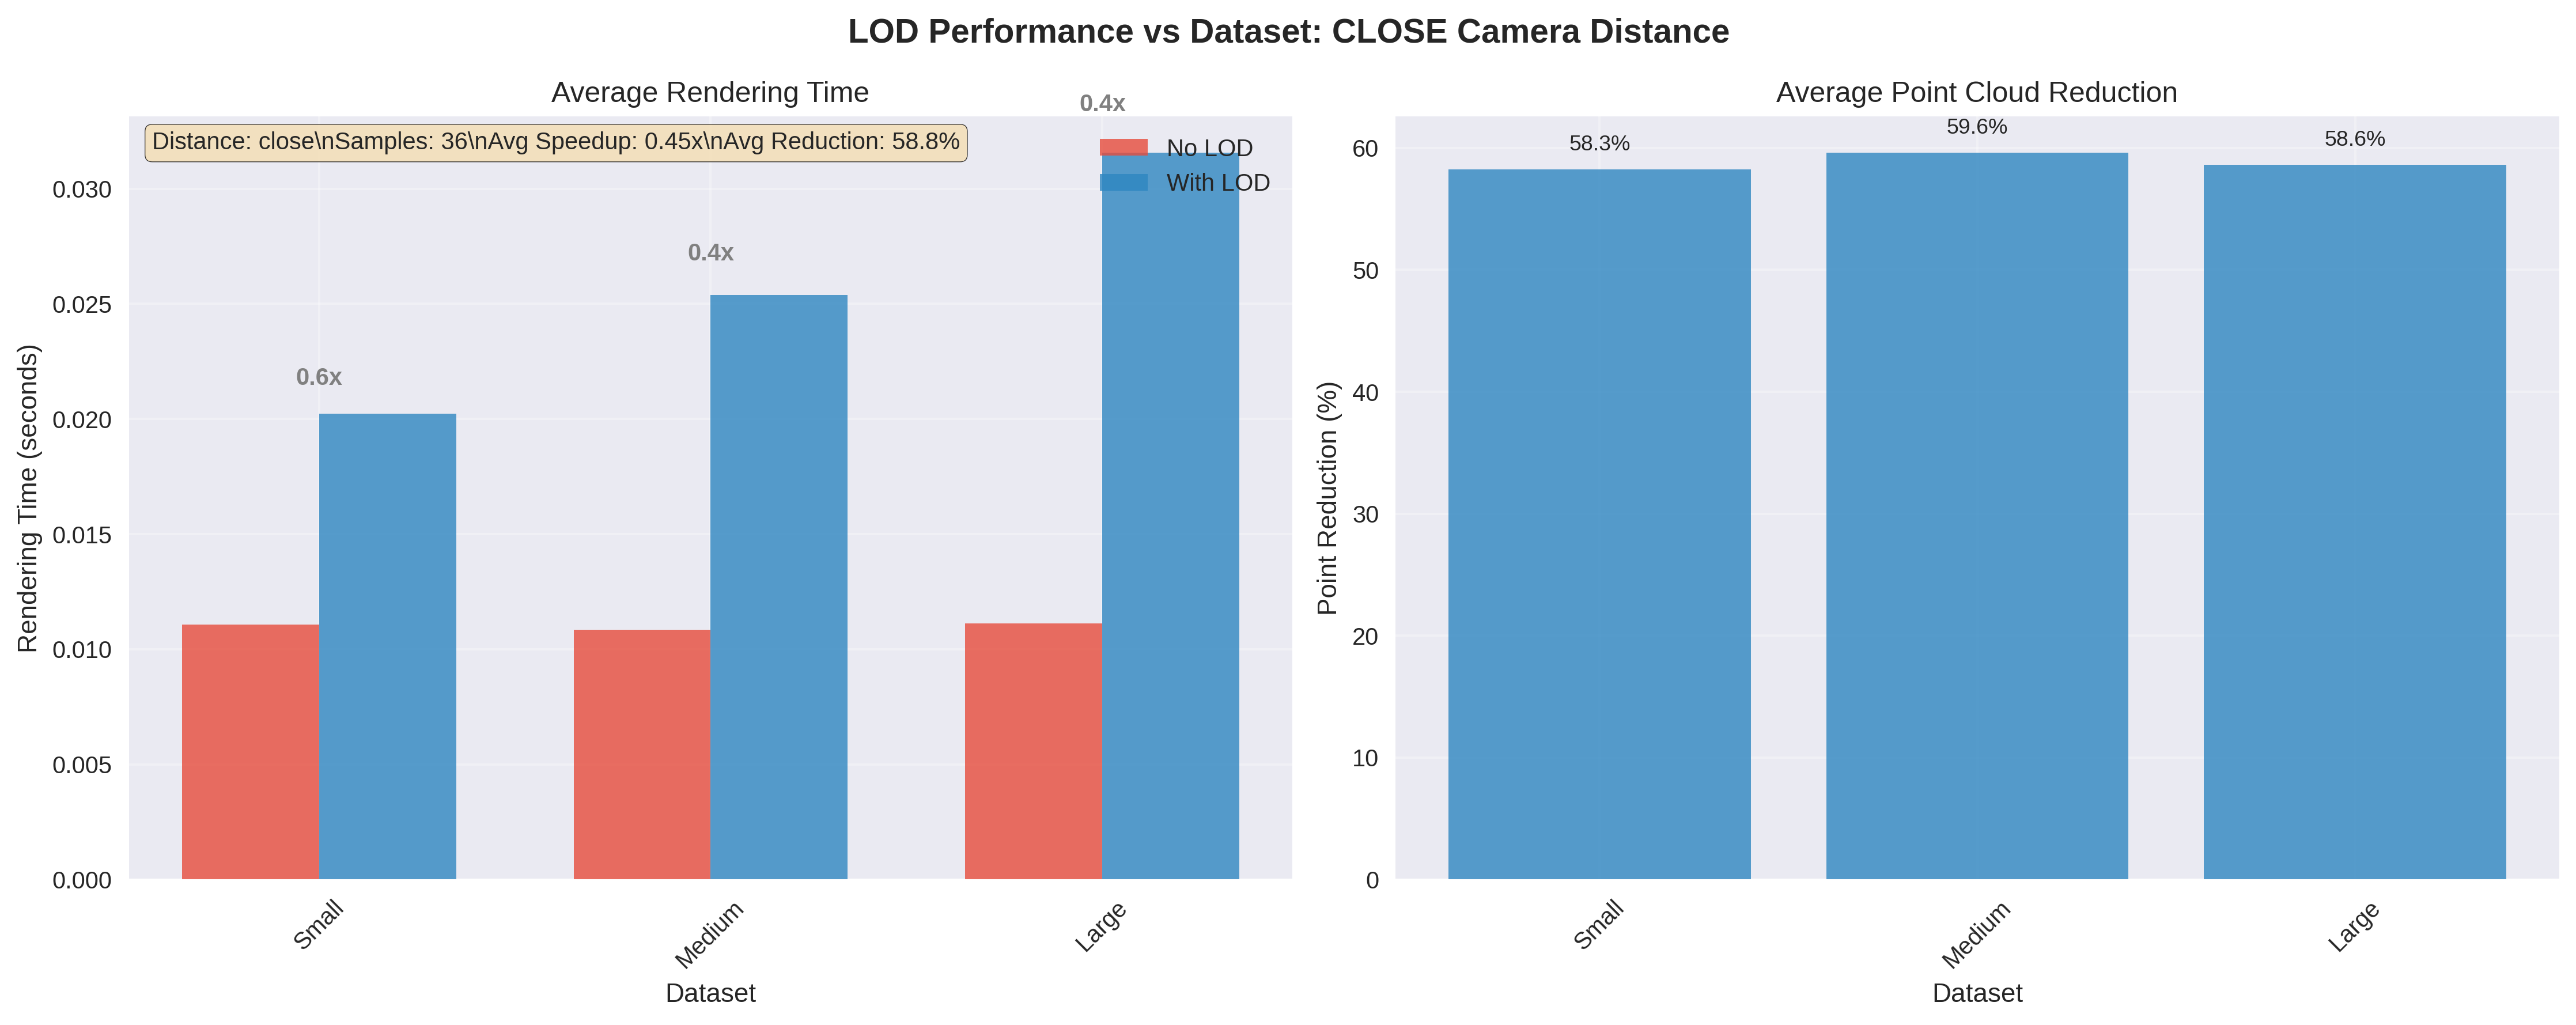 LOD Performance vs Dataset: CLOSE Camera Distance
Average Rendering Time
0.4x
Distance: close\nSamples: 36\nAvg Speedup: 0.45x\nAvg Reduction: 58.8%
No LOD
With LOD
0.030
0.4x
0.025
0.6x
0.020
0.015
0.010
0.005
0.000
Rendering Time (seconds)
Small
Medium
Large
Dataset
Average Point Cloud Reduction
58.3%
59.6%
58.6%
60
50
40
30
20
10
0
Point Reduction (%)
Small
Medium
Large
Dataset